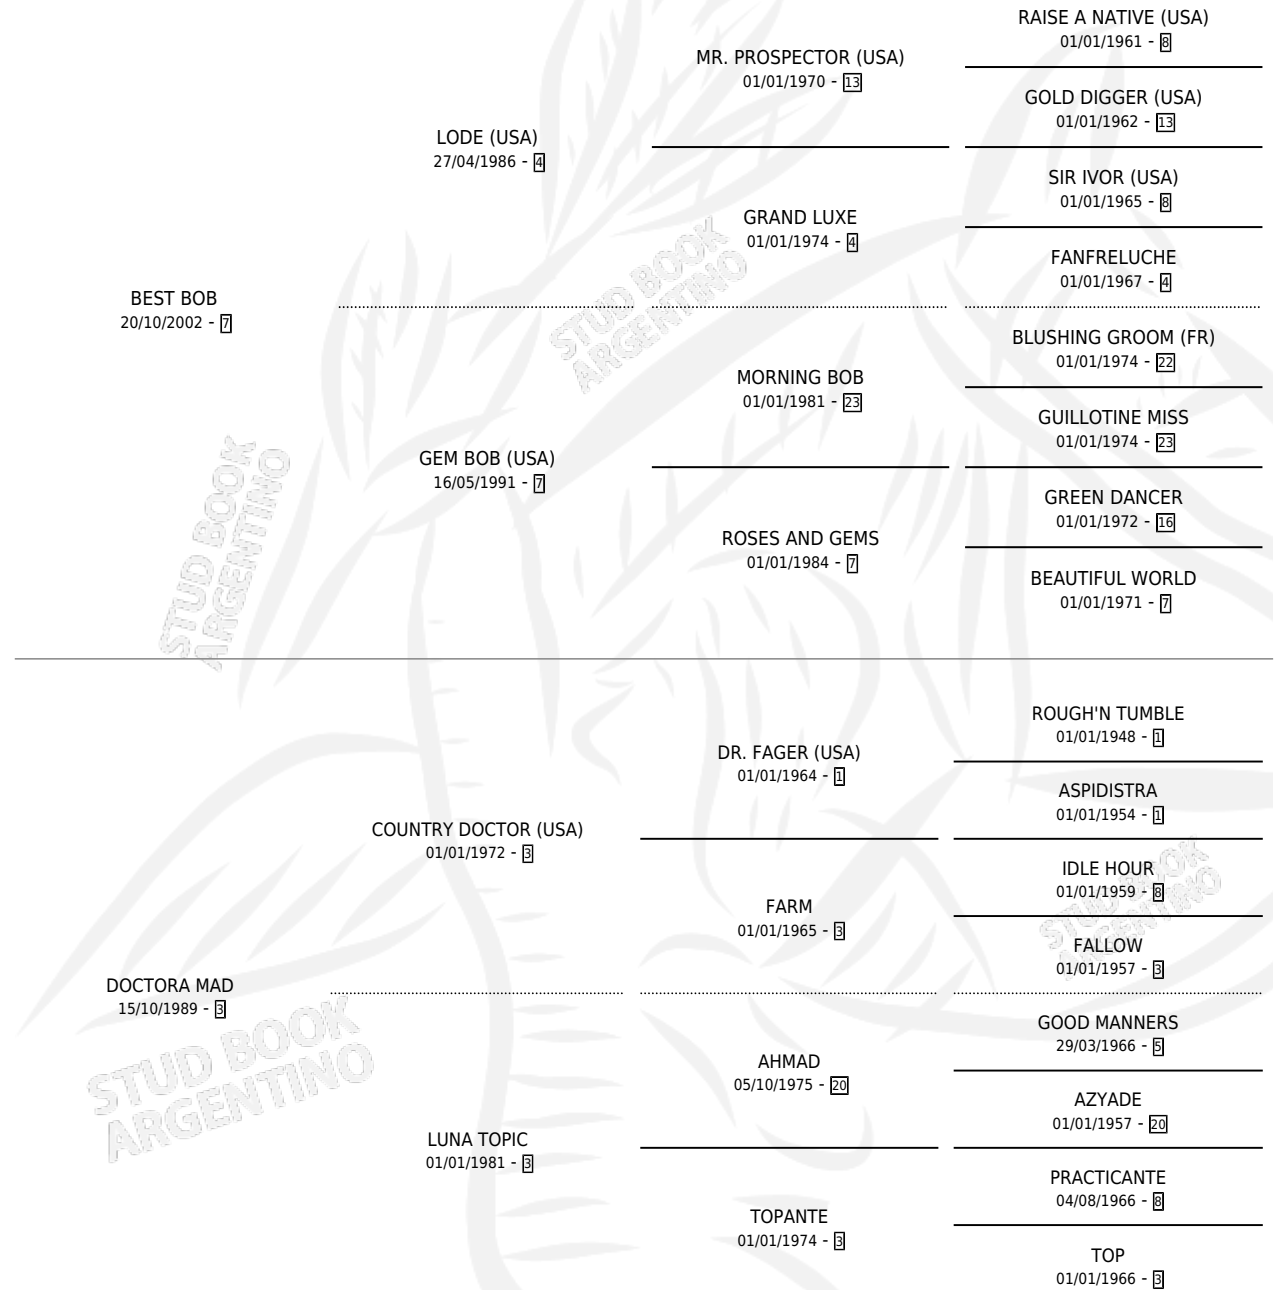 RAISE A NATIVE (USA)
01/01/1961 - 8
MR. PROSPECTOR (USA)
01/01/1970 - 13
GOLD DIGGER (USA)
01/01/1962 - 13
LODE (USA)
27/04/1986 - 4
SIR IVOR (USA)
01/01/1965 - 8
GRAND LUXE
01/01/1974 - 4
FANFRELUCHE
01/01/1967 - 4
BEST BOB
20/10/2002 - 7
BLUSHING GROOM (FR)
01/01/1974 - 22
MORNING BOB
01/01/1981 - 23
GUILLOTINE MISS
01/01/1974 - 23
GEM BOB (USA)
16/05/1991 - 7
GREEN DANCER
01/01/1972 - 16
ROSES AND GEMS
01/01/1984 - 7
BEAUTIFUL WORLD
01/01/1971 - 7
STUD BOOK
ARGENTINO
STUD BOOK
ARGENTINO
ROUGH'N TUMBLE
01/01/1948 - 1
DR. FAGER (USA)
01/01/1964 - 1
ASPIDISTRA
01/01/1954 - 1
COUNTRY DOCTOR (USA)
01/01/1972 - 3
IDLE HOUR
01/01/1959 - 8
FARM
01/01/1965 - 3
FALLOW
01/01/1957 - 3
DOCTORA MAD
15/10/1989 - 3
GOOD MANNERS
29/03/1966 - 5
AHMAD
05/10/1975 - 20
AZYADE
01/01/1957 - 20
LUNA TOPIC
01/01/1981 - 3
PRACTICANTE
04/08/1966 - 8
TOPANTE
01/01/1974 - 3
TOP
01/01/1966 - 3
STUD BOOK
ARGENTINO
STUD BOOK
ARGENTINO